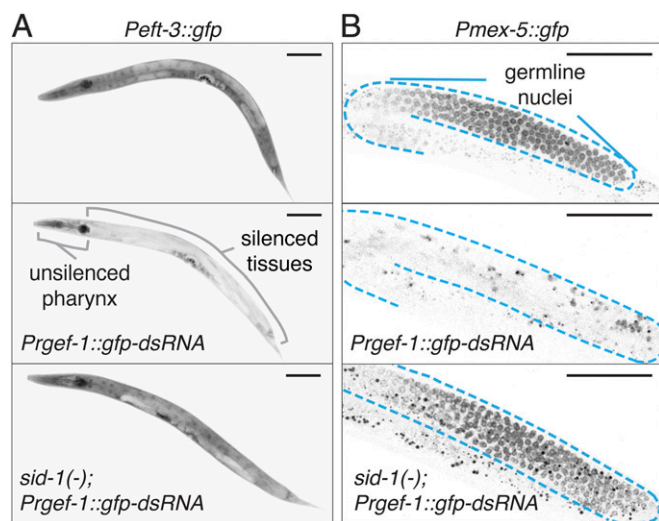 A
Peft-3::gfp
unsilenced
pharynx
silenced
tissues
Prgef-1::gfp-dsRNA
sid-1(-);
Prgef-1::gfp-dsRNA
B
Pmex-5::gfp
germline
nuclei
Prgef-1::gfp-dsRNA
sid-1(-);
Prgef-1::gfp-dsRNA